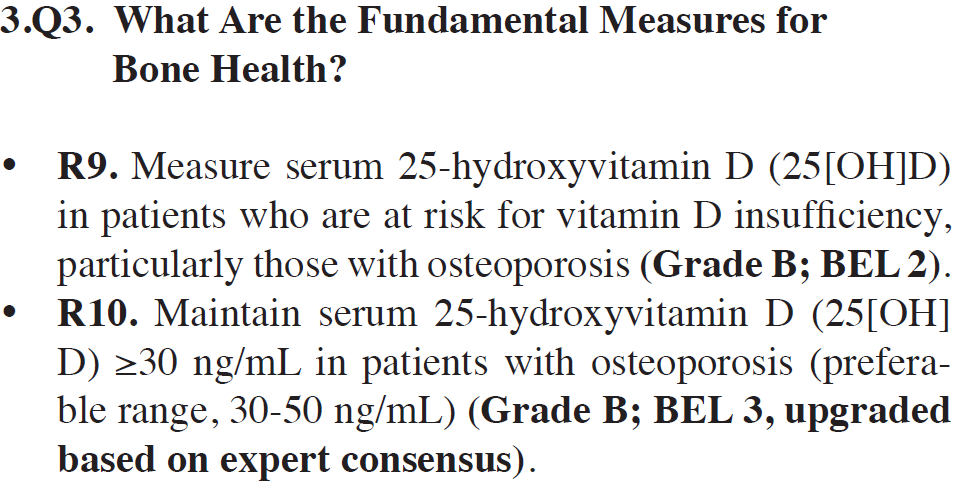 3.Q3. What Are the Fundamental Measures for
Bone Health?
• R9. Measure serum 25-hydroxyvitamin D (25[OH]D)
in patients who are at risk for vitamin D insufficiency,
particularly those with osteoporosis (Grade B; BEL 2).
• R10. Maintain serum 25-hydroxyvitamin D (25[OH]
D) ≥30 ng/mL in patients with osteoporosis (prefera-
ble range, 30-50 ng/mL) (Grade B; BEL 3, upgraded
based on expert consensus).